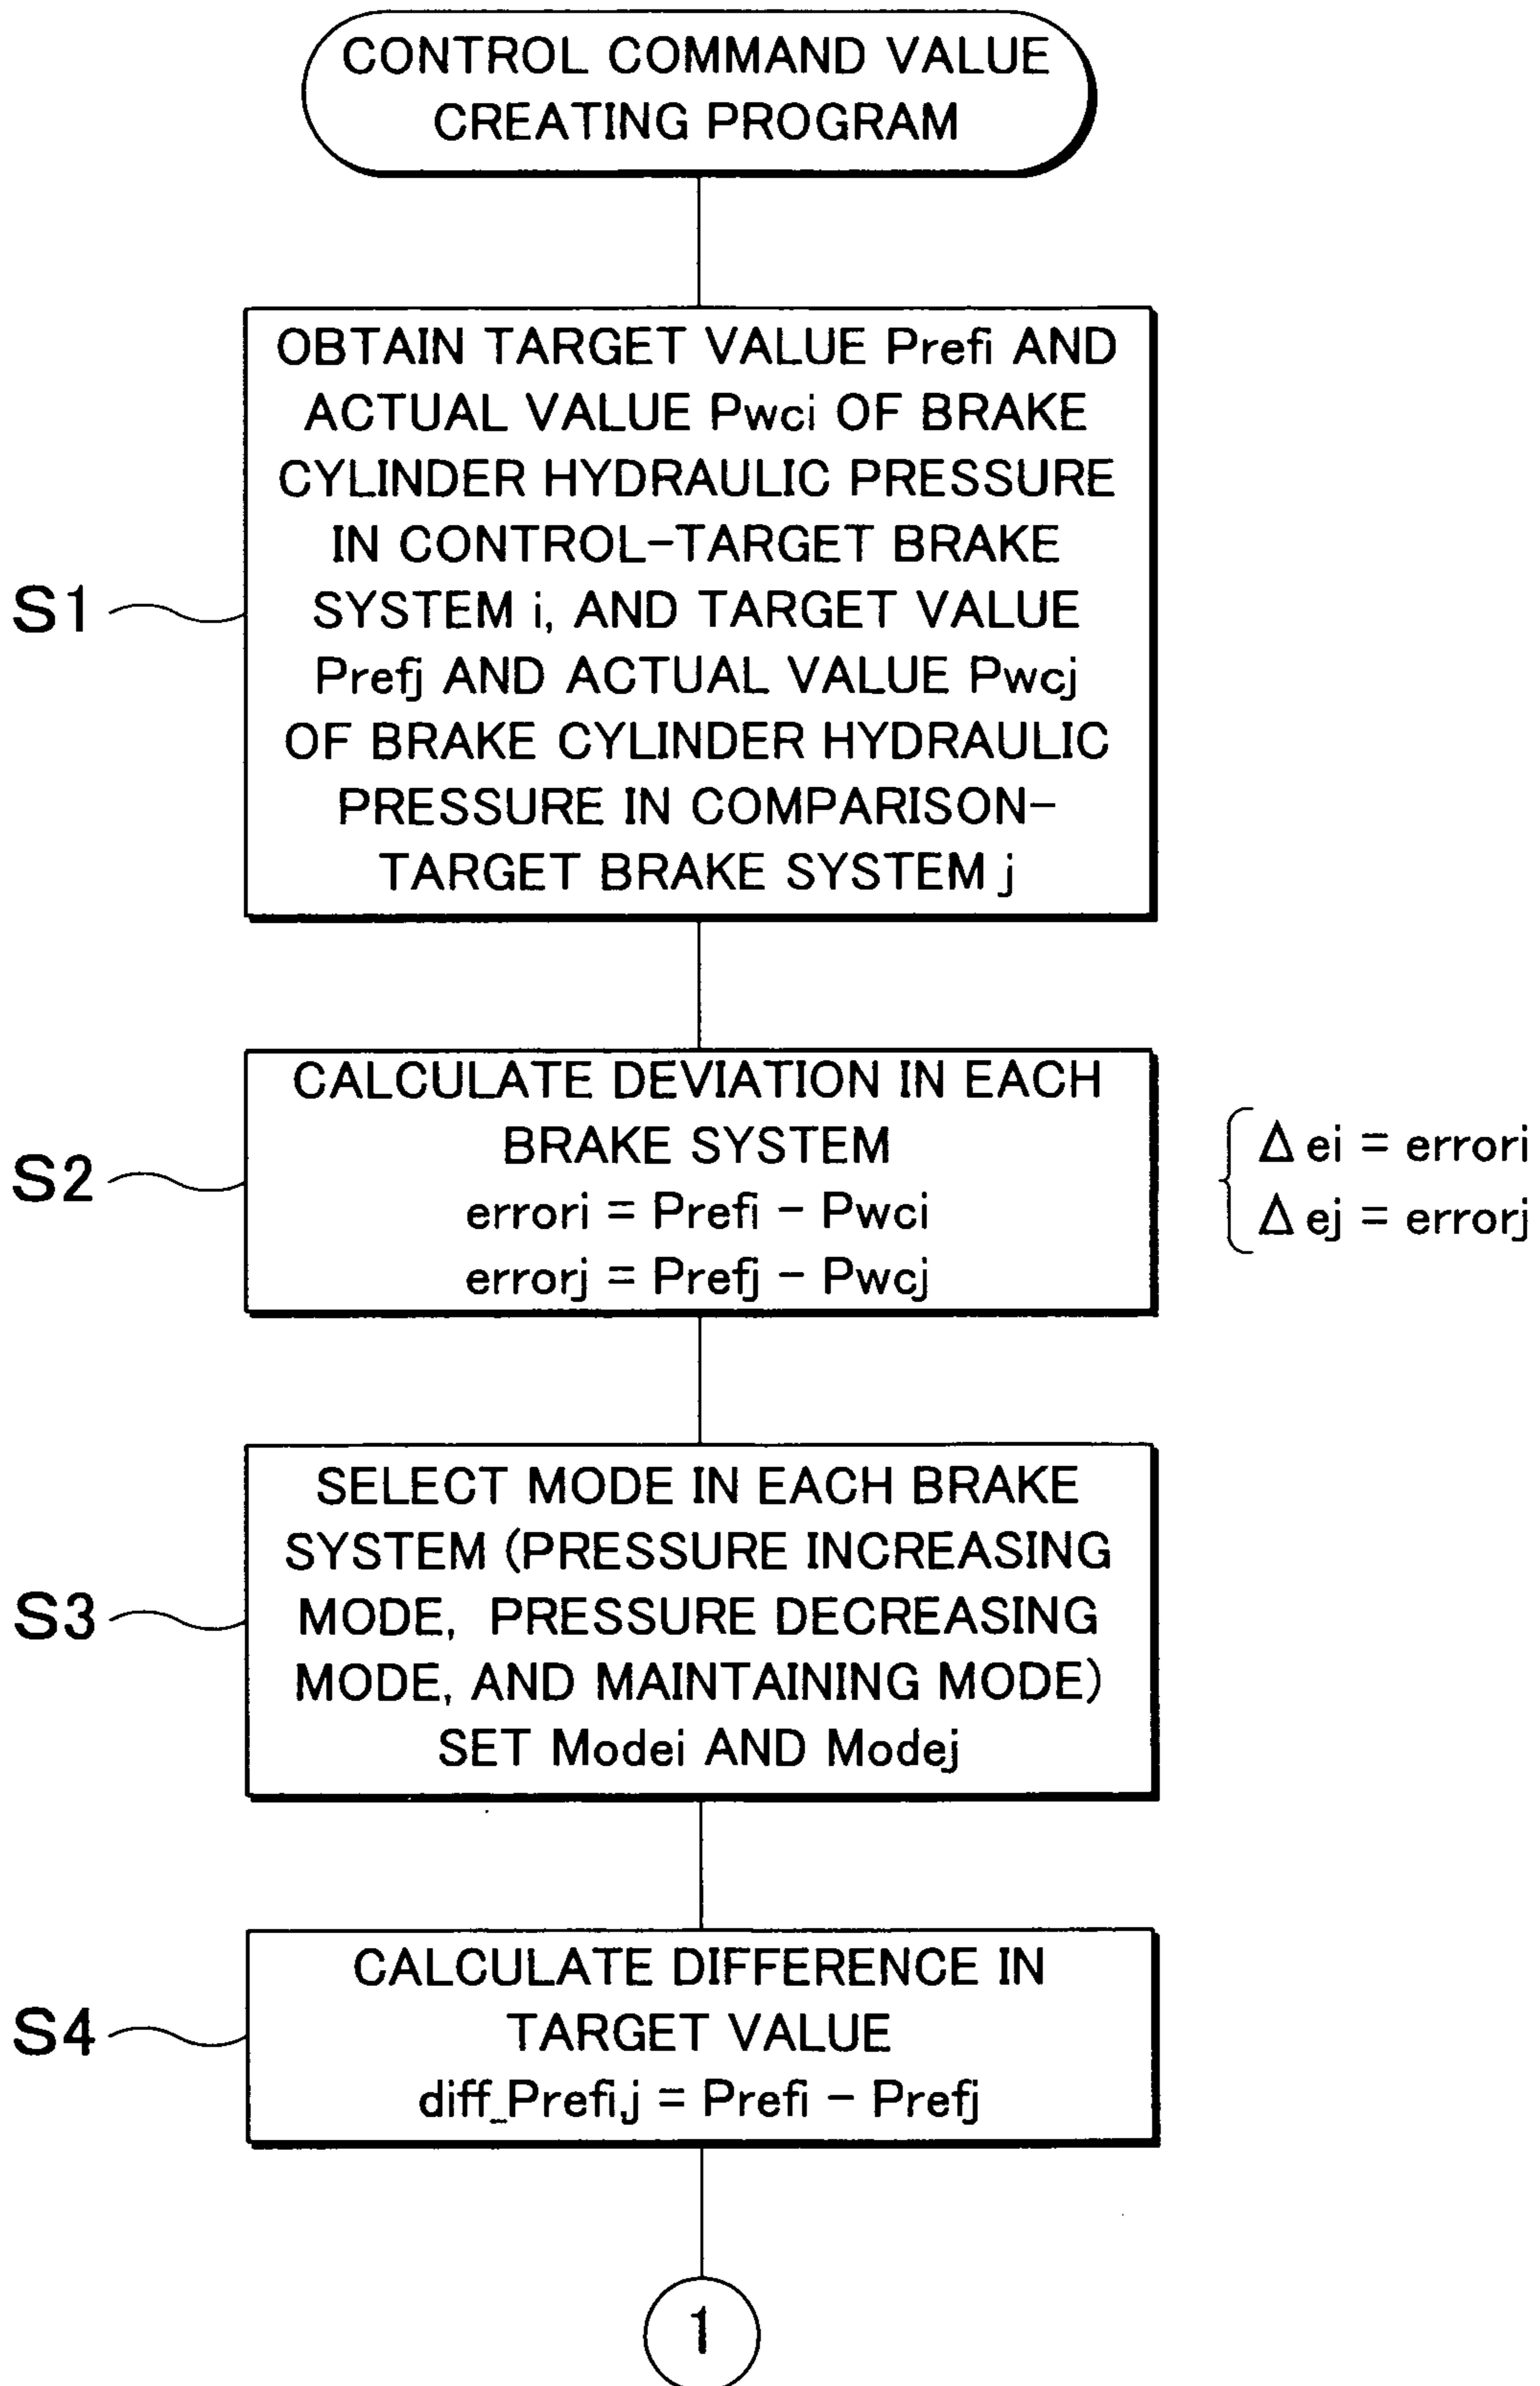 CONTROL COMMAND VALUE
CREATING PROGRAM
OBTAIN TARGET VALUE Prefi AND
ACTUAL VALUE Pwci OF BRAKE
CYLINDER HYDRAULIC PRESSURE
IN CONTROL-TARGET BRAKE
SYSTEM i, AND TARGET VALUE
Prefj AND ACTUAL VALUE Pwcj
OF BRAKE CYLINDER HYDRAULIC
PRESSURE IN COMPARISON-
TARGET BRAKE SYSTEM j
S1
CALCULATE DEVIATION IN EACH
BRAKE SYSTEM
errori = Prefi - Pwci
errorj = Prefj - Pwcj
S2
Δ ei = errori
Δ ej = errorj
SELECT MODE IN EACH BRAKE
SYSTEM (PRESSURE INCREASING
MODE, PRESSURE DECREASING
MODE, AND MAINTAINING MODE)
SET Modei AND Modej
S3
CALCULATE DIFFERENCE IN
TARGET VALUE
diff_Prefi,j = Prefi - Prefj
S4
1